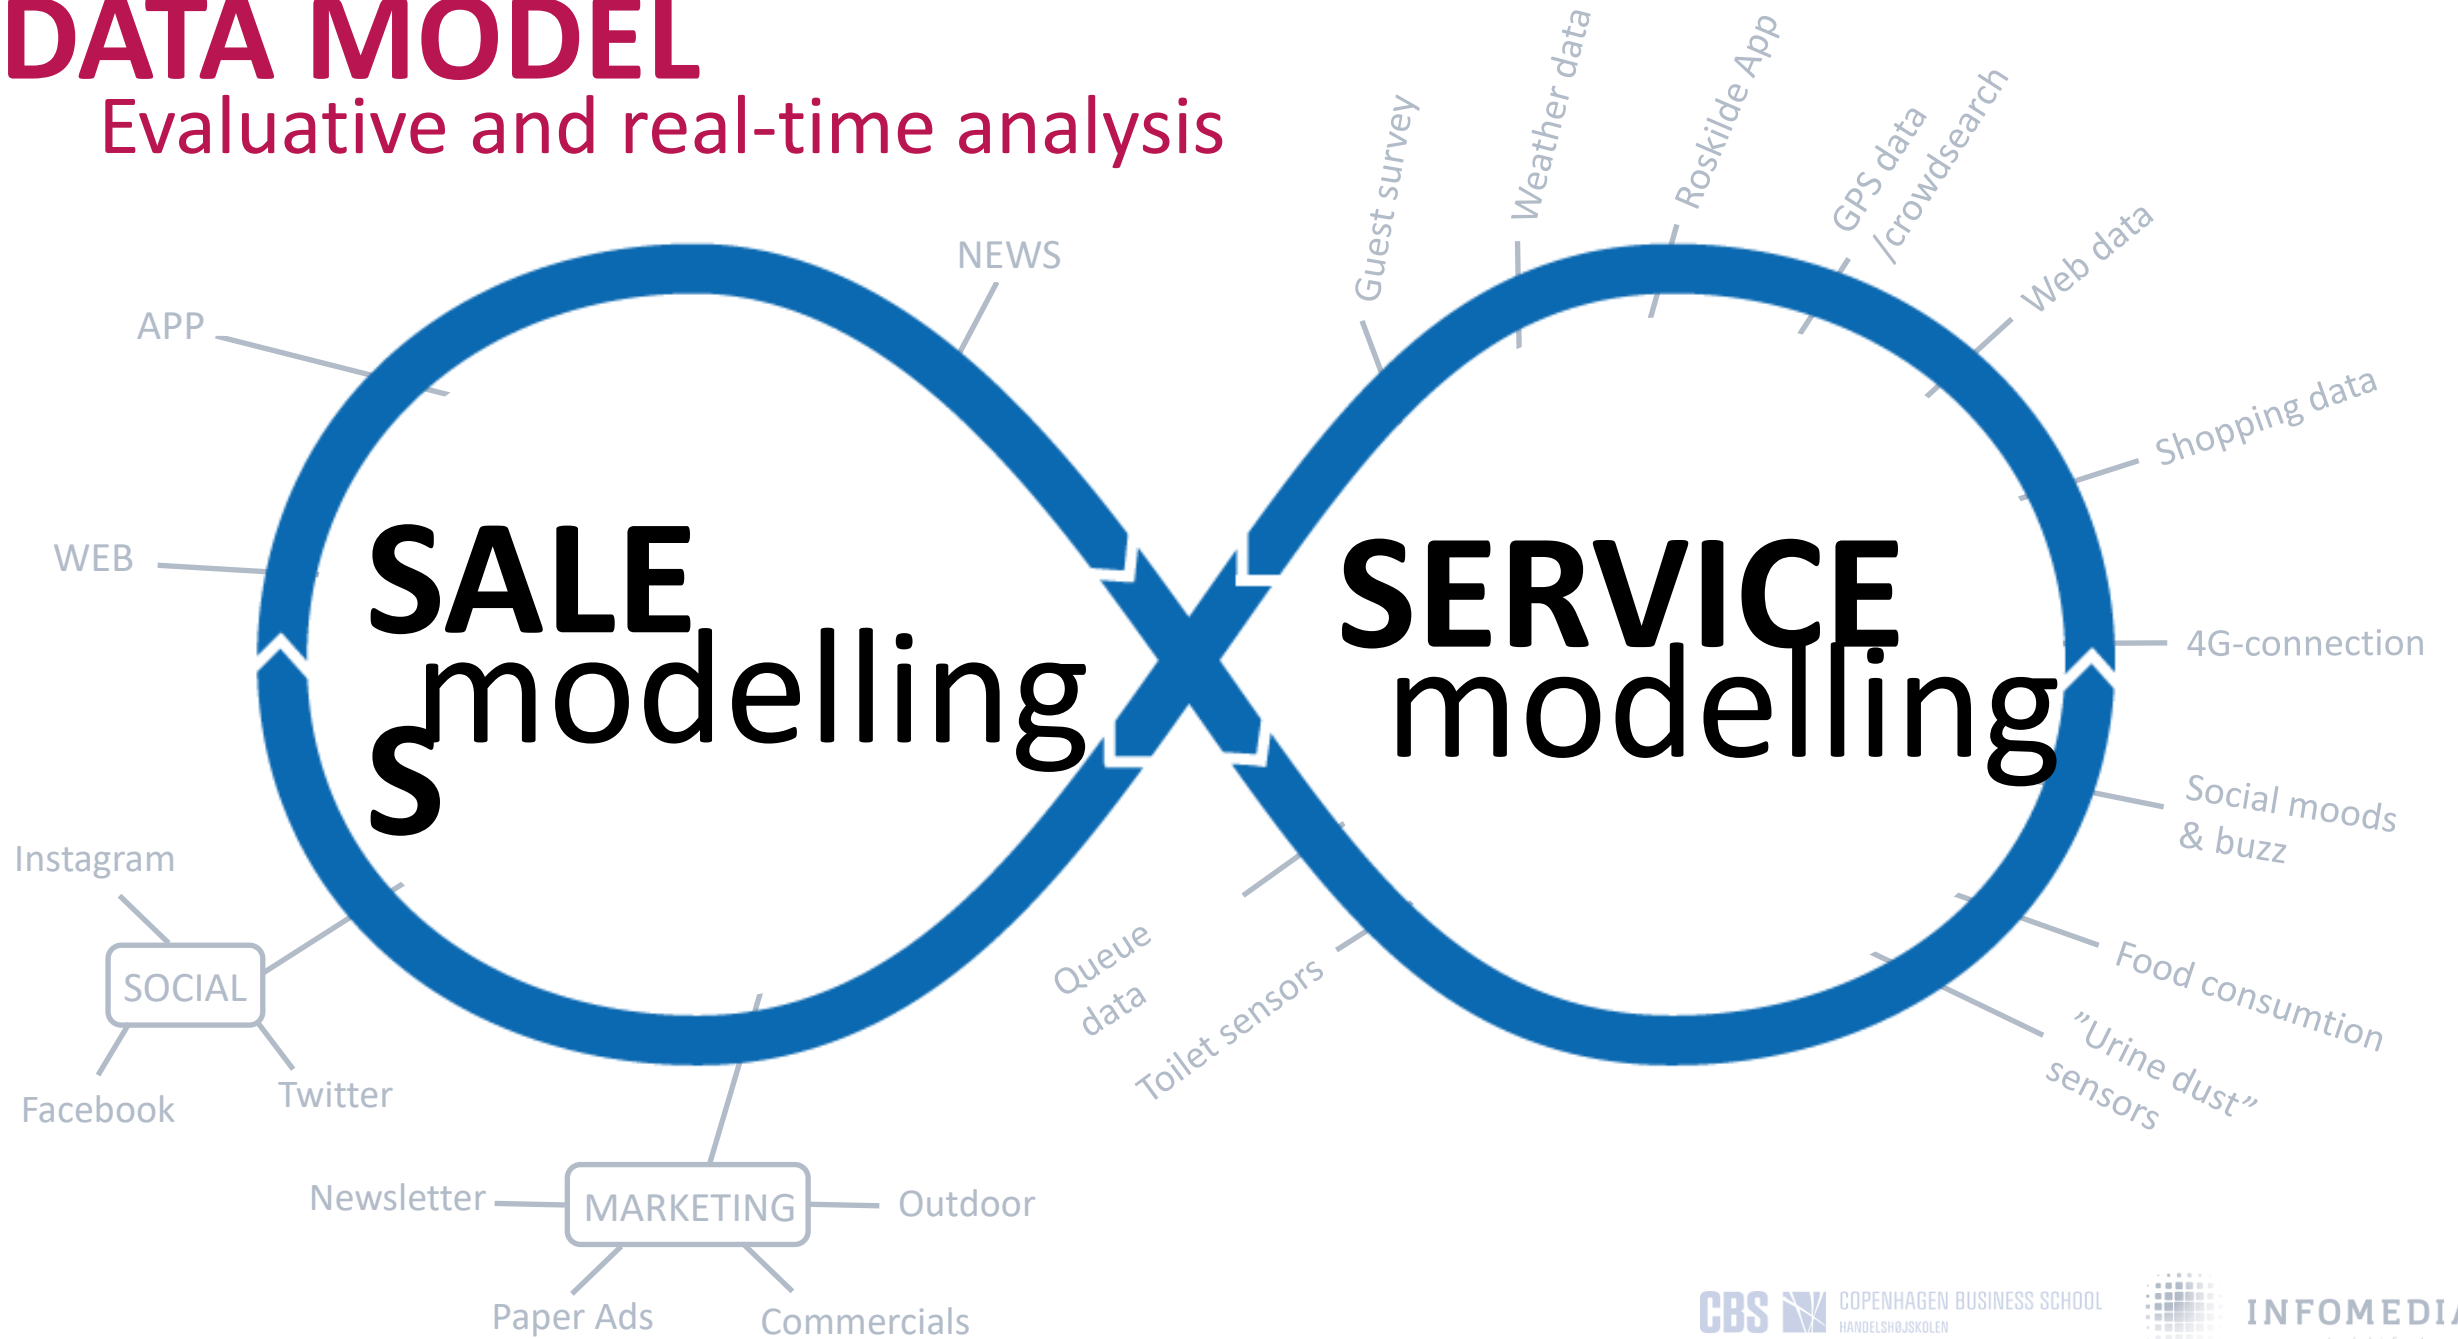 DATA MODEL
Evaluative and real-time analysis
NEWS
APP
WEB
SALE
S
modelling
Instagram
SOCIAL
Facebook
Twitter
Newsletter
MARKETING
Outdoor
Paper Ads
Commercials
Guest survey
Weather data
Roskilde App
GPS data
/crowdsearch
Web data
Shopping data
4G-connection
SERVICE
modelling
Social moods
& buzz
Food consumtion
”Urine dust”
sensors
Queue
data
Toilet sensors
CBS
COPENHAGEN BUSINESS SCHOOL
HANDELSHØJSKOLEN
INFOMEDIA